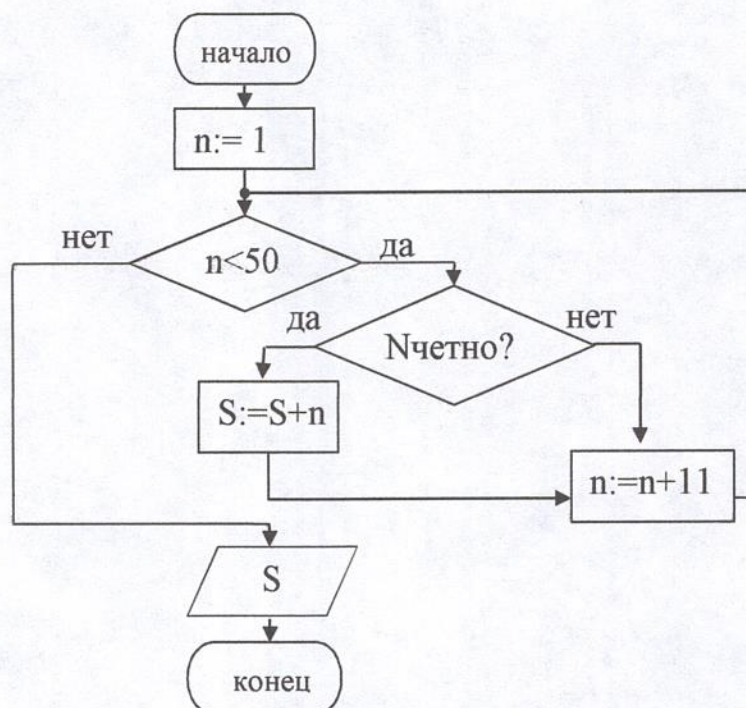 начало
n:= 1
нет
n<50
да
да
Nчетно?
нет
S:=S+n
n:=n+11
S
конец